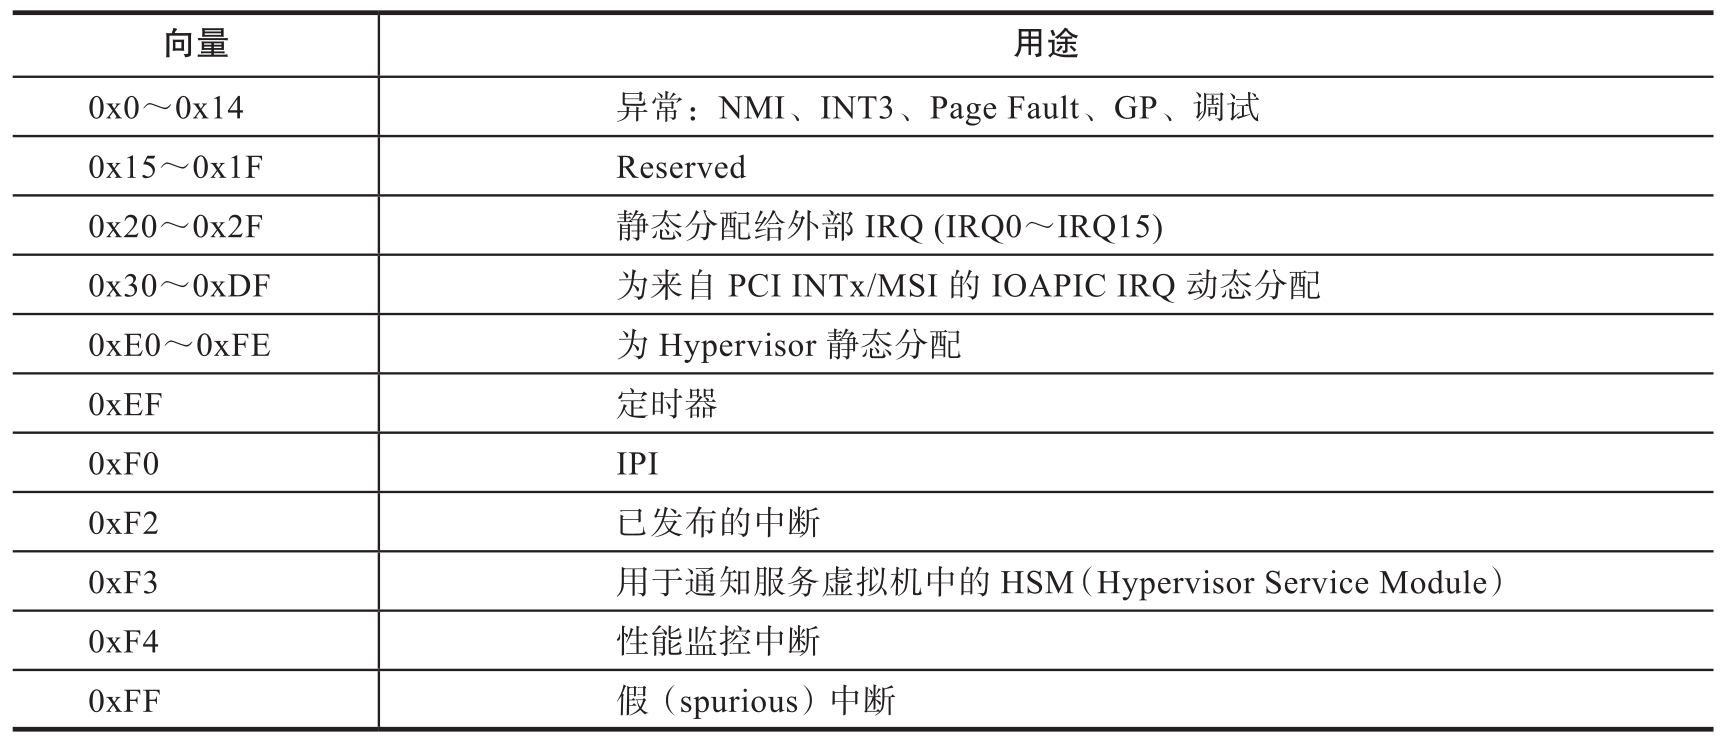 向量 用途
0x0～0x14 异常：NMI、INT3、Page Fault、GP、调试
0x15～0x1F Reserved
0x20～0x2F 静态分配给外部 IRQ (IRQ0～IRQ15)
0x30～0xDF 为来自 PCI INTx/MSI 的 IOAPIC IRQ 动态分配
0xE0～0xFE 为 Hypervisor 静态分配
0xEF 定时器
0xF0 IPI
0xF2 已发布的中断
0xF3 用于通知服务虚拟机中的 HSM（Hypervisor Service Module）
0xF4 性能监控中断
0xFF 假（spurious）中断